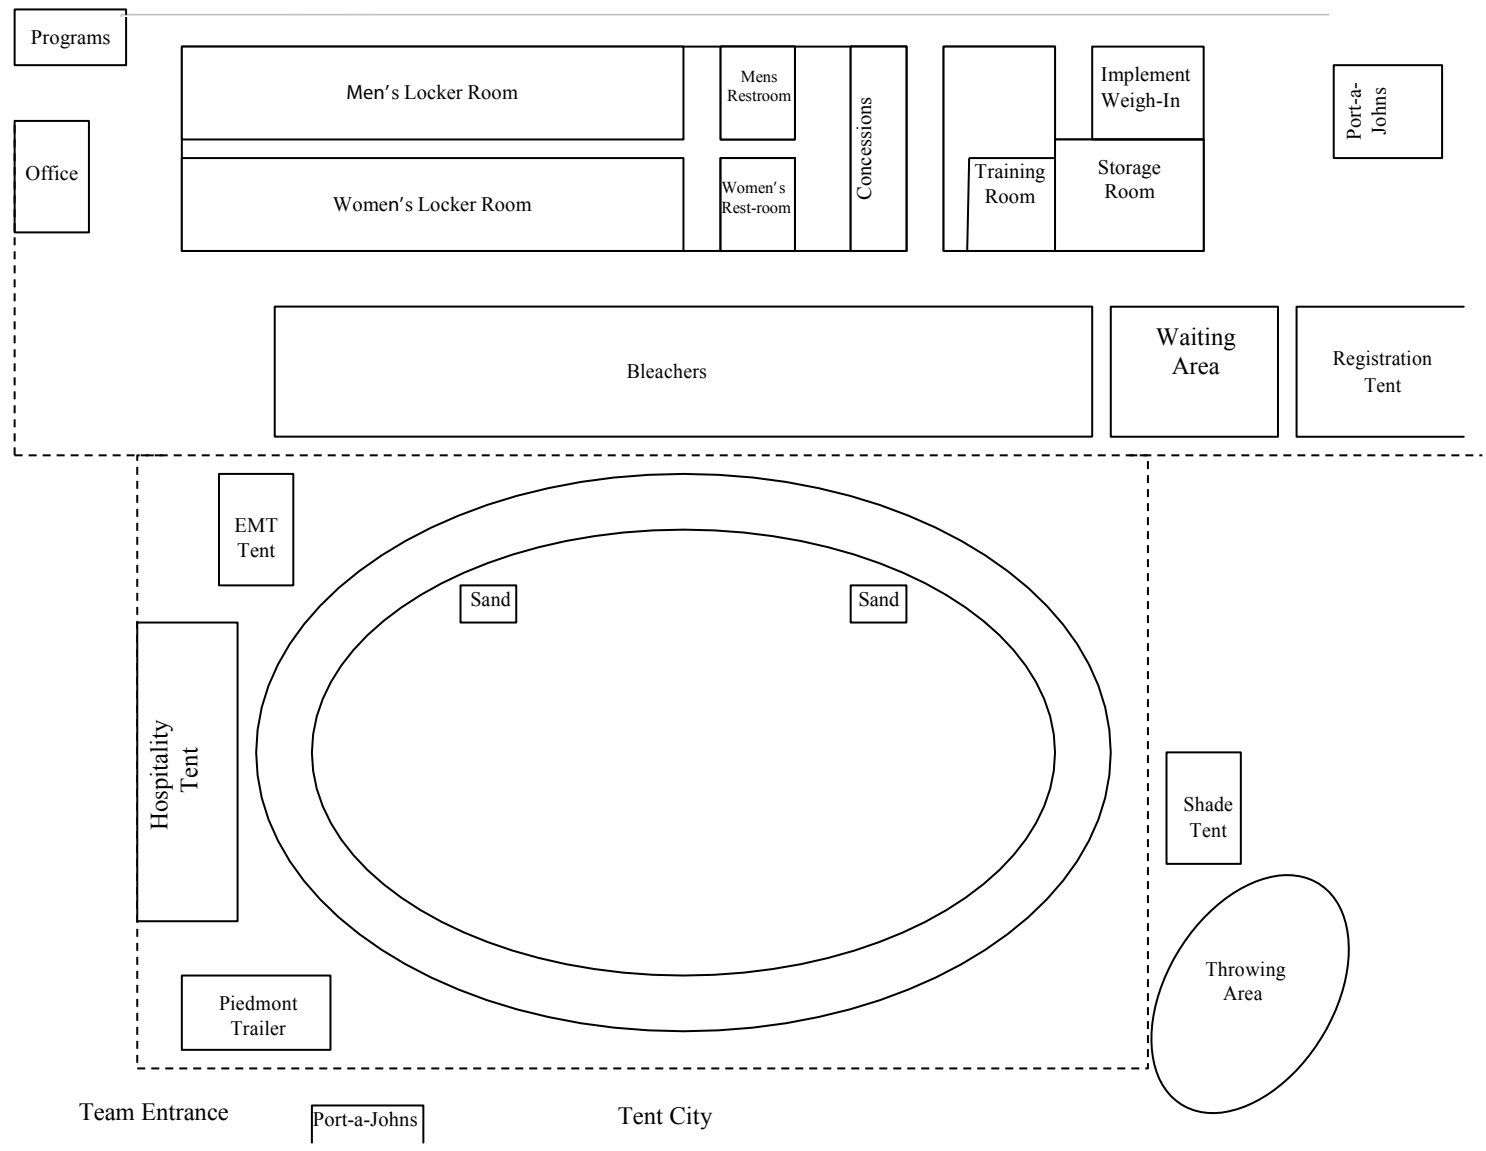 Programs
Men's Locker Room
Mens
Restroom
Concessions
Implement
Weigh-In
Port-a-
Johns
Office
Women's Locker Room
Women's
Rest-room
Training
Room
Storage
Room
Bleachers
Waiting
Area
Registration
Tent
EMT
Tent
Sand
Sand
Hospitality
Tent
Shade
Tent
Throwing
Area
Piedmont
Trailer
Team Entrance
Port-a-Johns
Tent City